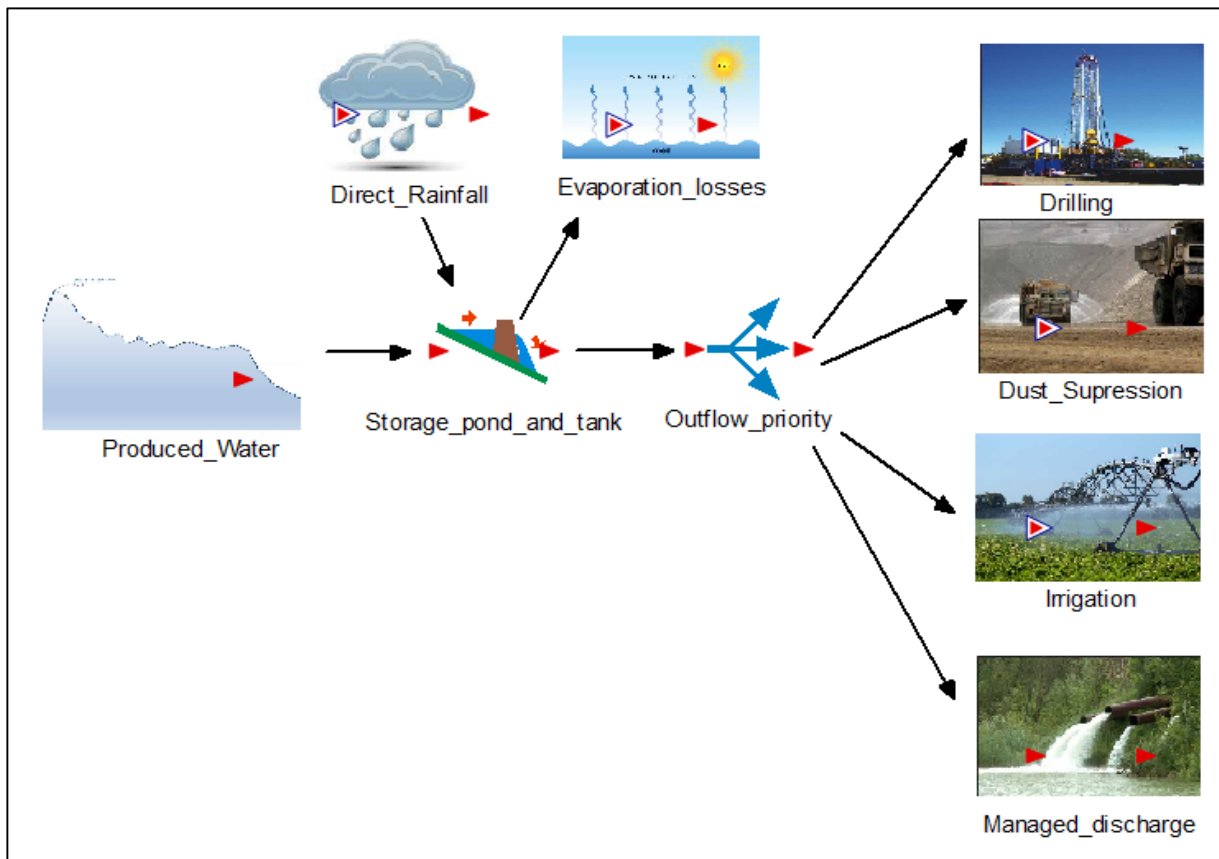 Direct_Rainfall
Evaporation_losses
Drilling
Produced_Water
Storage_pond_and_tank
Outflow_priority
Dust_Supression
Irrigation
Managed_discharge